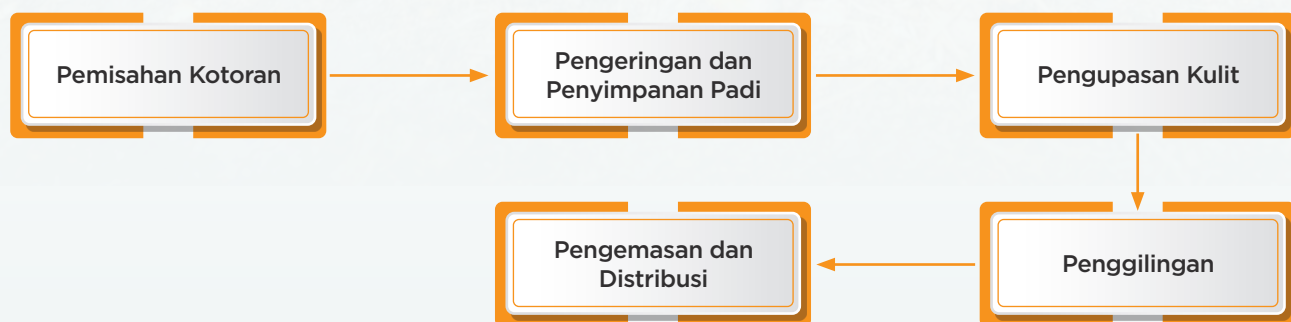 Pemisahan Kotoran
Pengeringan dan
Penyimpanan Padi
Pengupasan Kulit
Penggilingan
Pengemasan dan
Distribusi